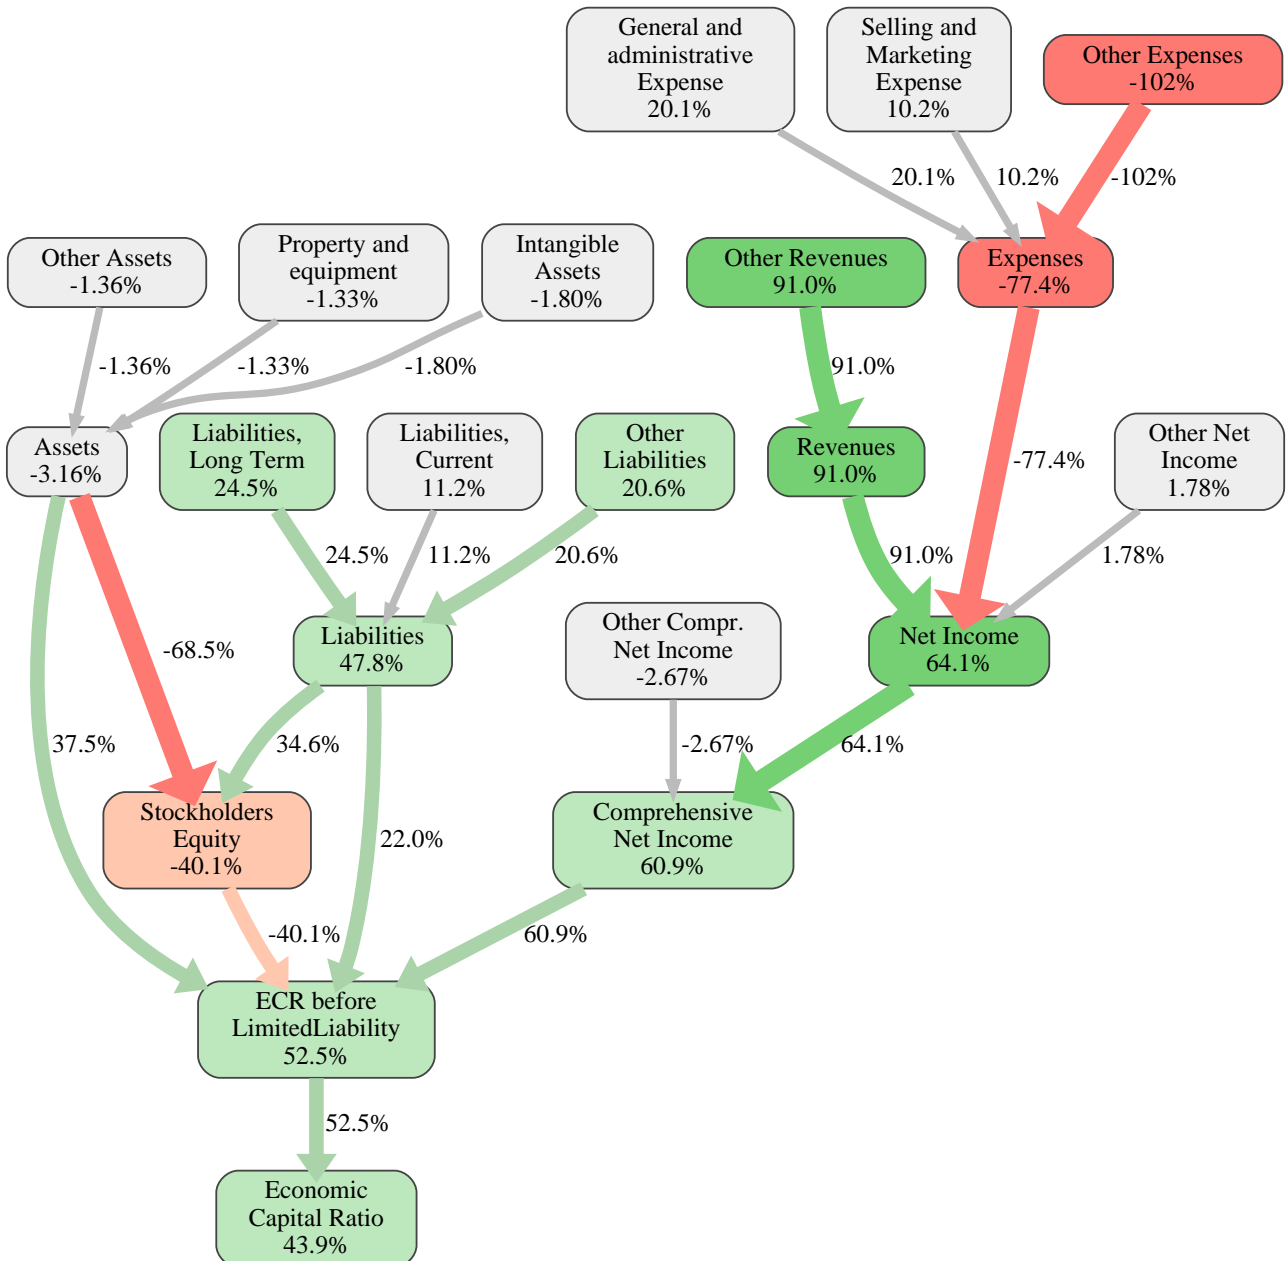 General and
administrative
Expense
20.1%
Selling and
Marketing
Expense
10.2%
Other Expenses
-102%
20.1%
10.2%
-102%
Other Assets
-1.36%
Property and
equipment
-1.33%
Intangible
Assets
-1.80%
Other Revenues
91.0%
Expenses
-77.4%
-1.36%
-1.33%
-1.80%
91.0%
-77.4%
Assets
-3.16%
Liabilities,
Long Term
24.5%
Liabilities,
Current
11.2%
Other
Liabilities
20.6%
Revenues
91.0%
Other Net
Income
1.78%
24.5%
11.2%
20.6%
91.0%
1.78%
-68.5%
Liabilities
47.8%
Other Compr.
Net Income
-2.67%
Net Income
64.1%
37.5%
34.6%
-2.67%
64.1%
Stockholders
Equity
-40.1%
22.0%
Comprehensive
Net Income
60.9%
-40.1%
60.9%
ECR before
LimitedLiability
52.5%
52.5%
Economic
Capital Ratio
43.9%